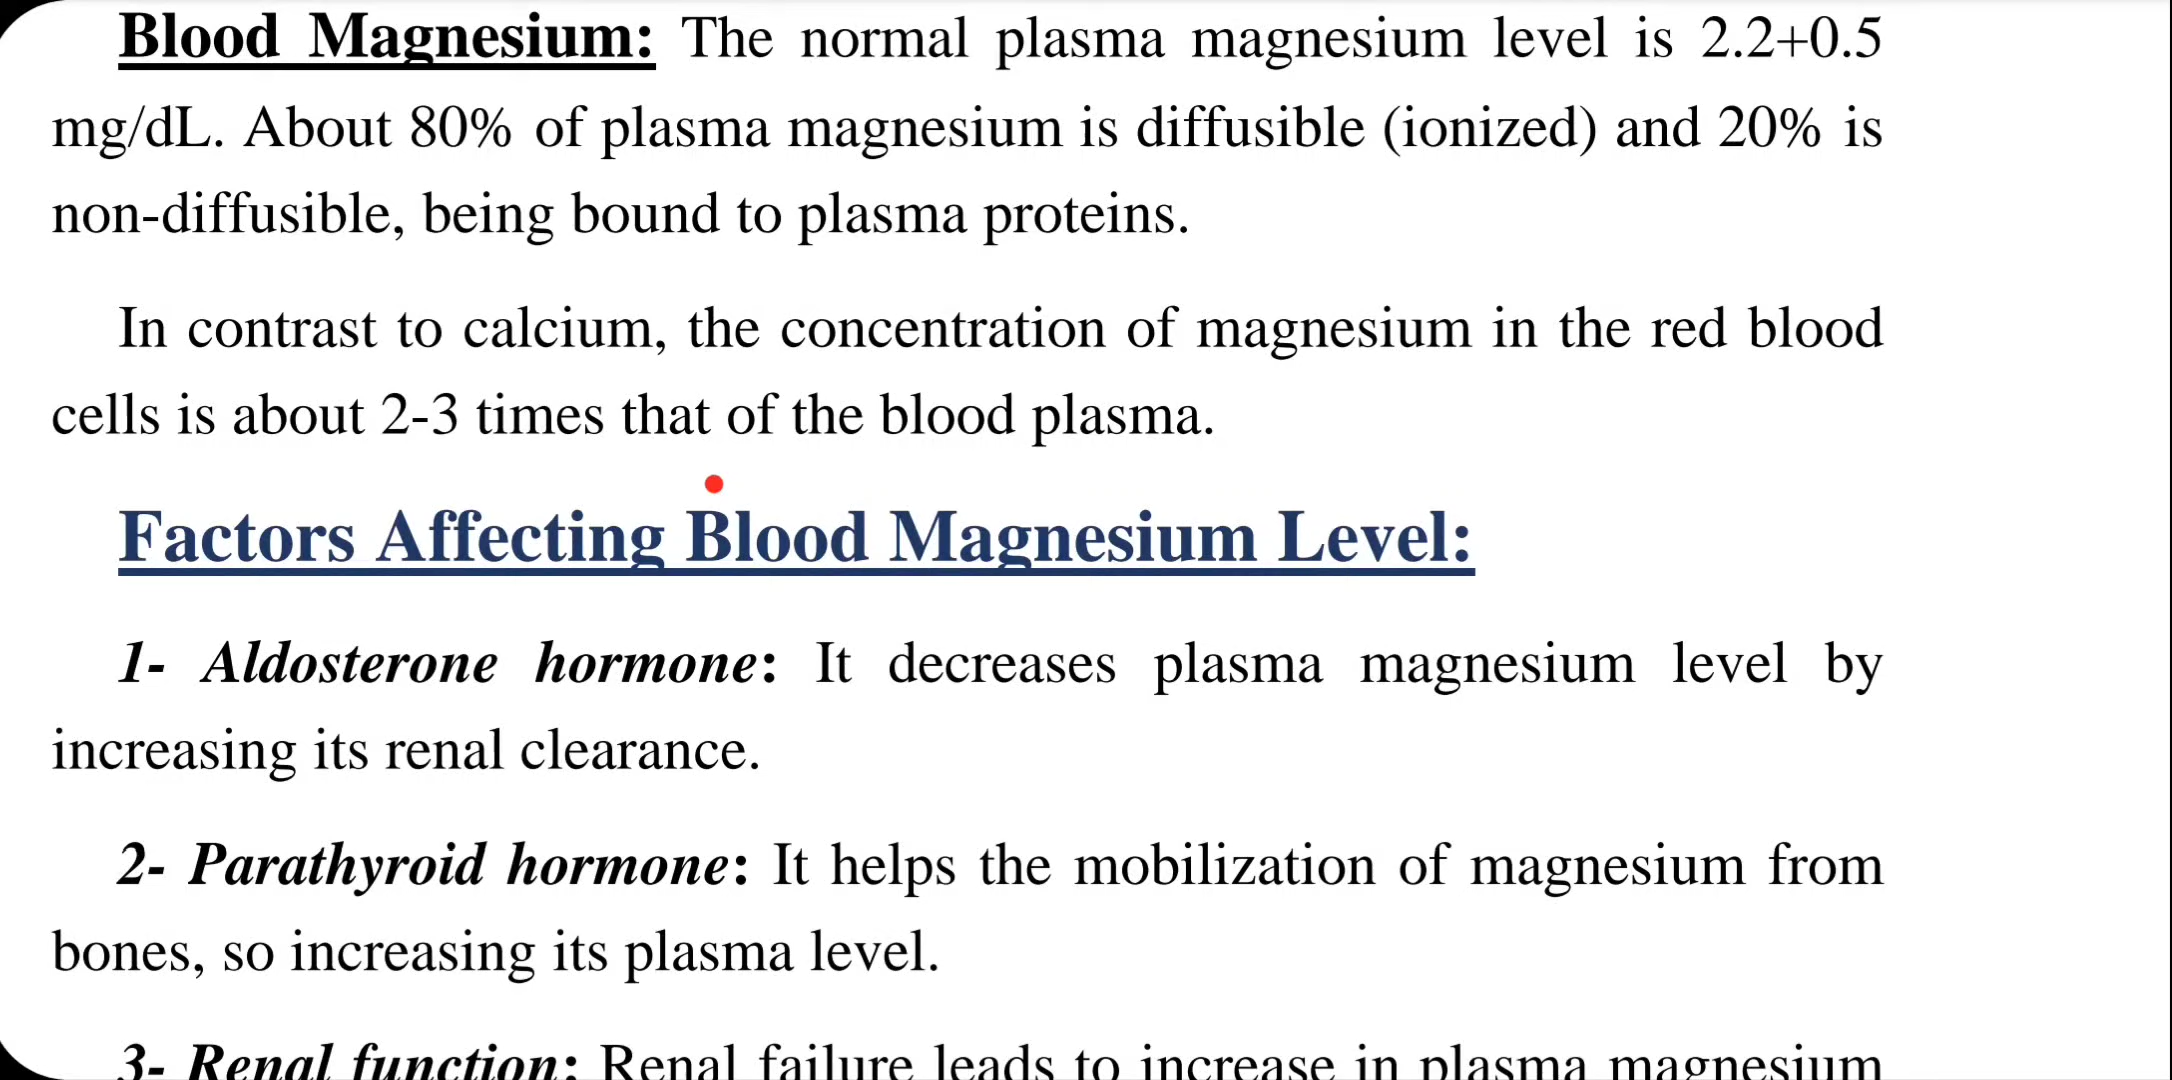 Blood Magnesium: The normal plasma magnesium level is 2.2+0.5
mg/dL. About 80% of plasma magnesium is diffusible (ionized) and 20% is
non-diffusible, being bound to plasma proteins.
In contrast to calcium, the concentration of magnesium in the red blood
cells is about 2-3 times that of the blood plasma.
Factors Affecting Blood Magnesium Level:
1- Aldosterone hormone: It decreases plasma magnesium level by
increasing its renal clearance.
2- Parathyroid hormone: It helps the mobilization of magnesium from
bones, so increasing its plasma level.
3- Renal function: Renal failure leads to increase in plasma magnesium